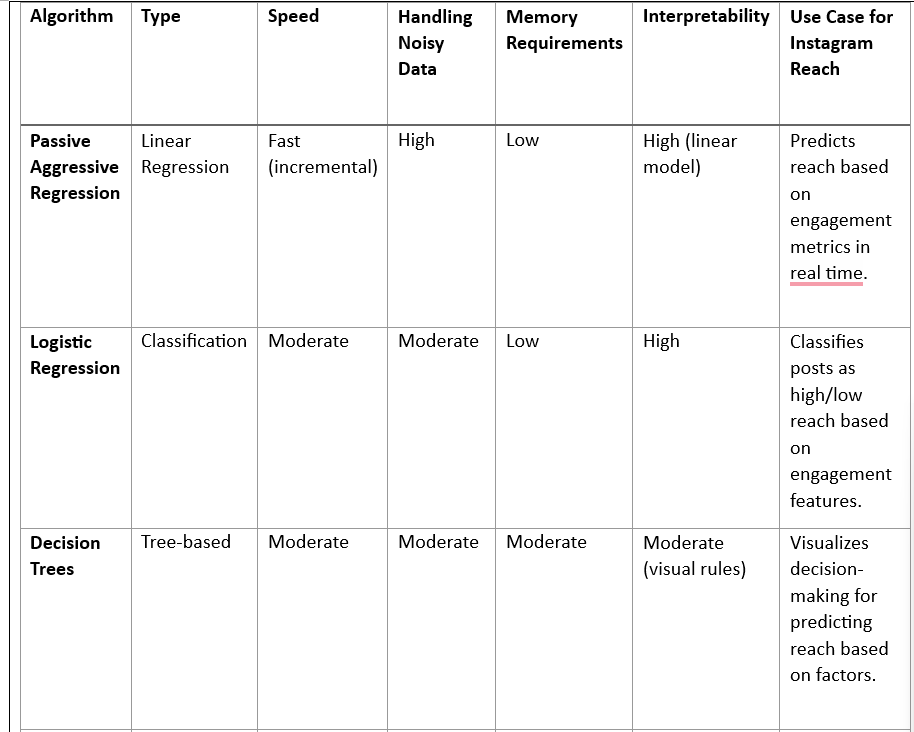 Algorithm
Type
Speed
Handling
Noisy
Data
Memory
Requirements
Interpretability
Use Case for
Instagram
Reach
Passive
Aggressive
Regression
Linear
Regression
Fast
(incremental)
High
Low
High (linear
model)
Predicts
reach based
on
engagement
metrics in
real time.
Logistic
Regression
Classification
Moderate
Moderate
Low
High
Classifies
posts as
high/low
reach based
on
engagement
features.
Decision
Trees
Tree-based
Moderate
Moderate
Moderate
Moderate
(visual rules)
Visualizes
decision-
making for
predicting
reach based
on factors.